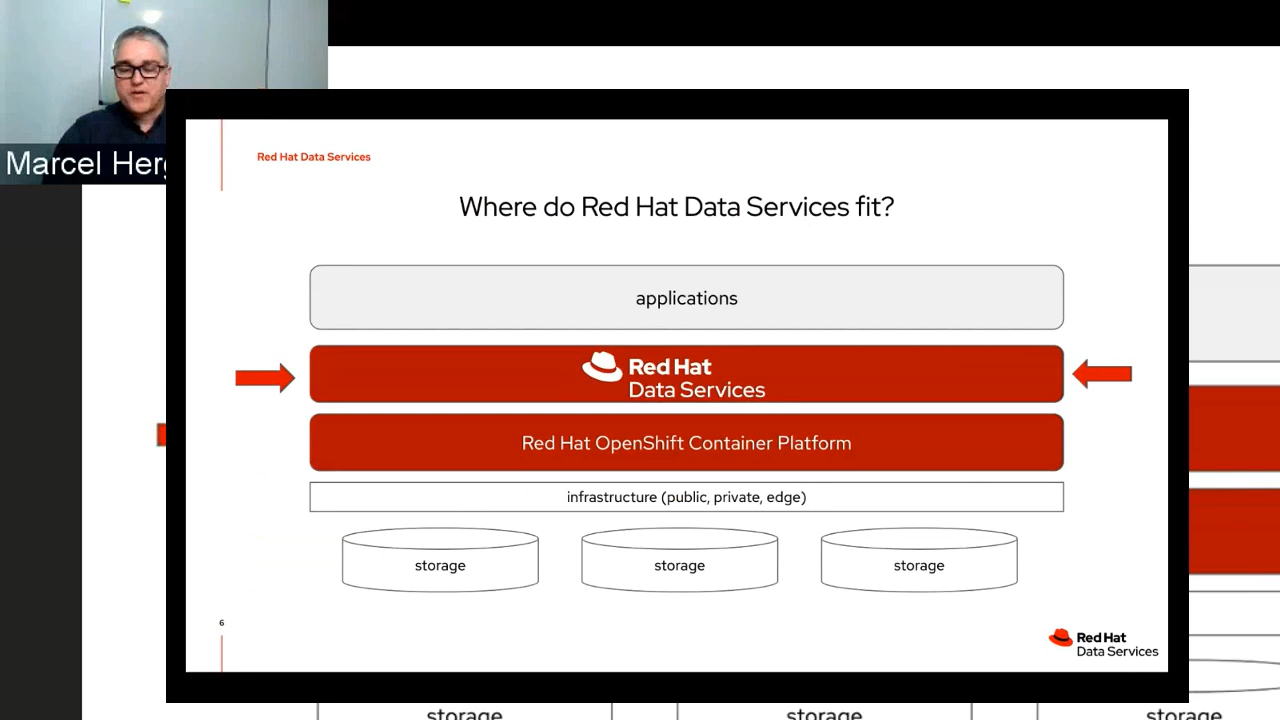 Marcel Her
Red Hat Data Services
Where do Red Hat Data Services fit?
applications
Red Hat
Data Services
Red Hat OpenShift Container Platform
infrastructure (public, private, edge)
storage
storage
storage
6
Red Hat
Data Services
storage
storage
storage